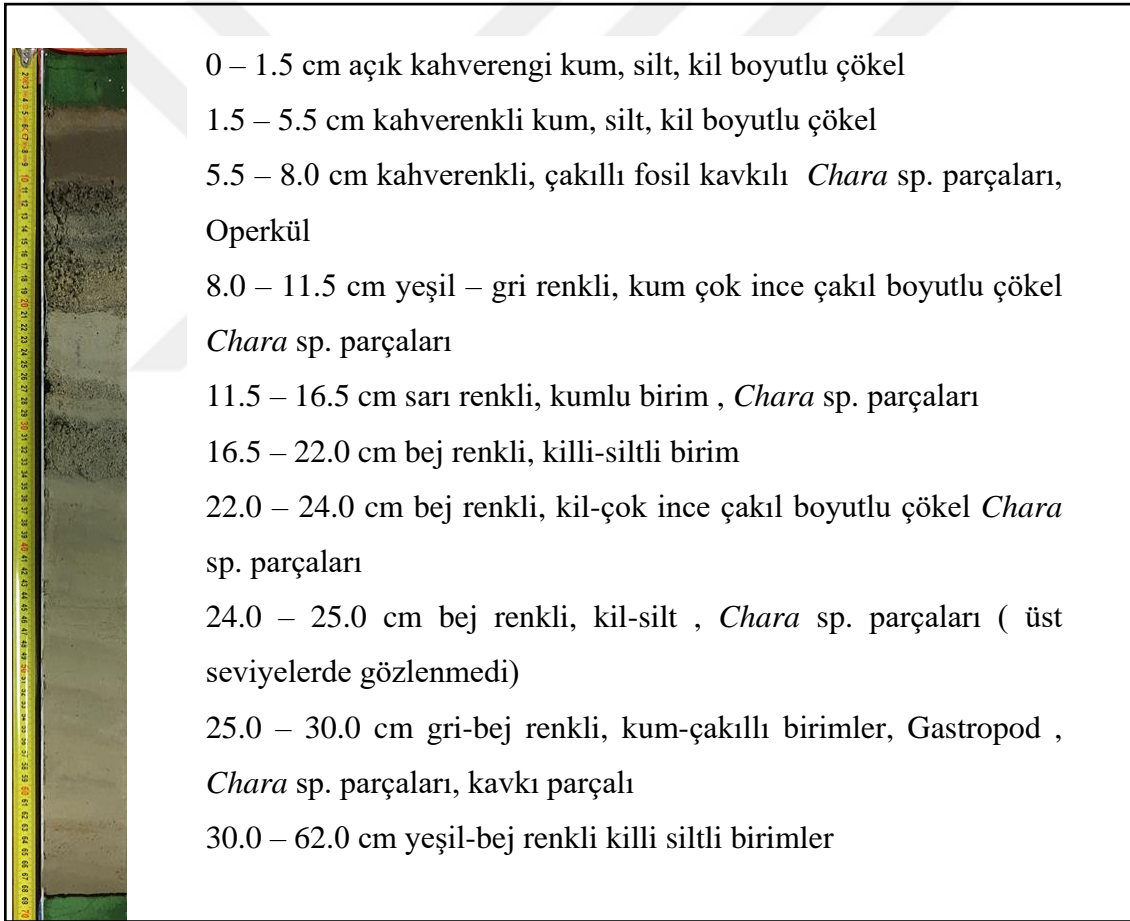 0 – 1.5 cm açık kahverengi kum, silt, kil boyutlu çökel
1.5 – 5.5 cm kahverenkli kum, silt, kil boyutlu çökel
5.5 – 8.0 cm kahverenkli, çakıllı fosil kavkılı Chara sp. parçaları,
Operkül
8.0 – 11.5 cm yeşil – gri renkli, kum çok ince çakıl boyutlu çökel
Chara sp. parçaları
11.5 – 16.5 cm sarı renkli, kumlu birim , Chara sp. parçaları
16.5 – 22.0 cm bej renkli, killi-siltli birim
22.0 – 24.0 cm bej renkli, kil-çok ince çakıl boyutlu çökel Chara
sp. parçaları
24.0 – 25.0 cm bej renkli, kil-silt , Chara sp. parçaları ( üst
seviyelerde gözlenmedi)
25.0 – 30.0 cm gri-bej renkli, kum-çakıllı birimler, Gastropod ,
Chara sp. parçaları, kavkı parçalı
30.0 – 62.0 cm yeşil-bej renkli killi siltli birimler